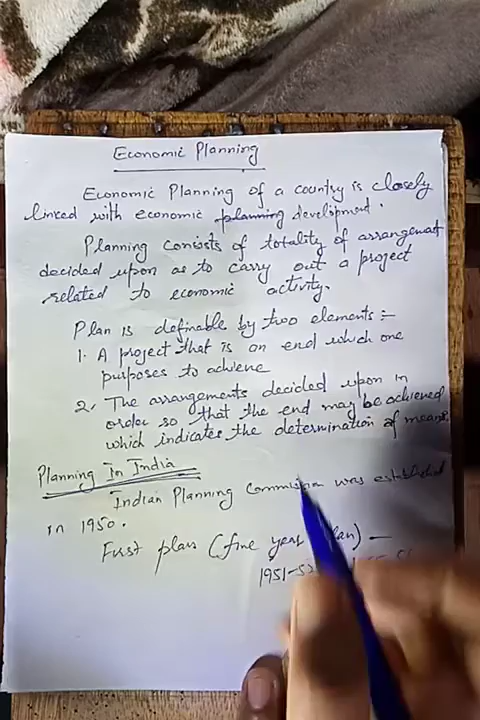 Economic Planning
Economic Planning of a country is closely
linced with economic planning development.
Planning consists of totality of arrangement
decided upon as to carry out a project
related to economic activity.
Plan is definable by two elements :-
1. A project that is an end which one
purposes to achieve
2. The arrangements decided upon in
order so that the end may be achieved
which indicates the determination of means.
Planning In India
Indian Planning Commission was established
in 1950.
First plan (five year plan) —
1951-52